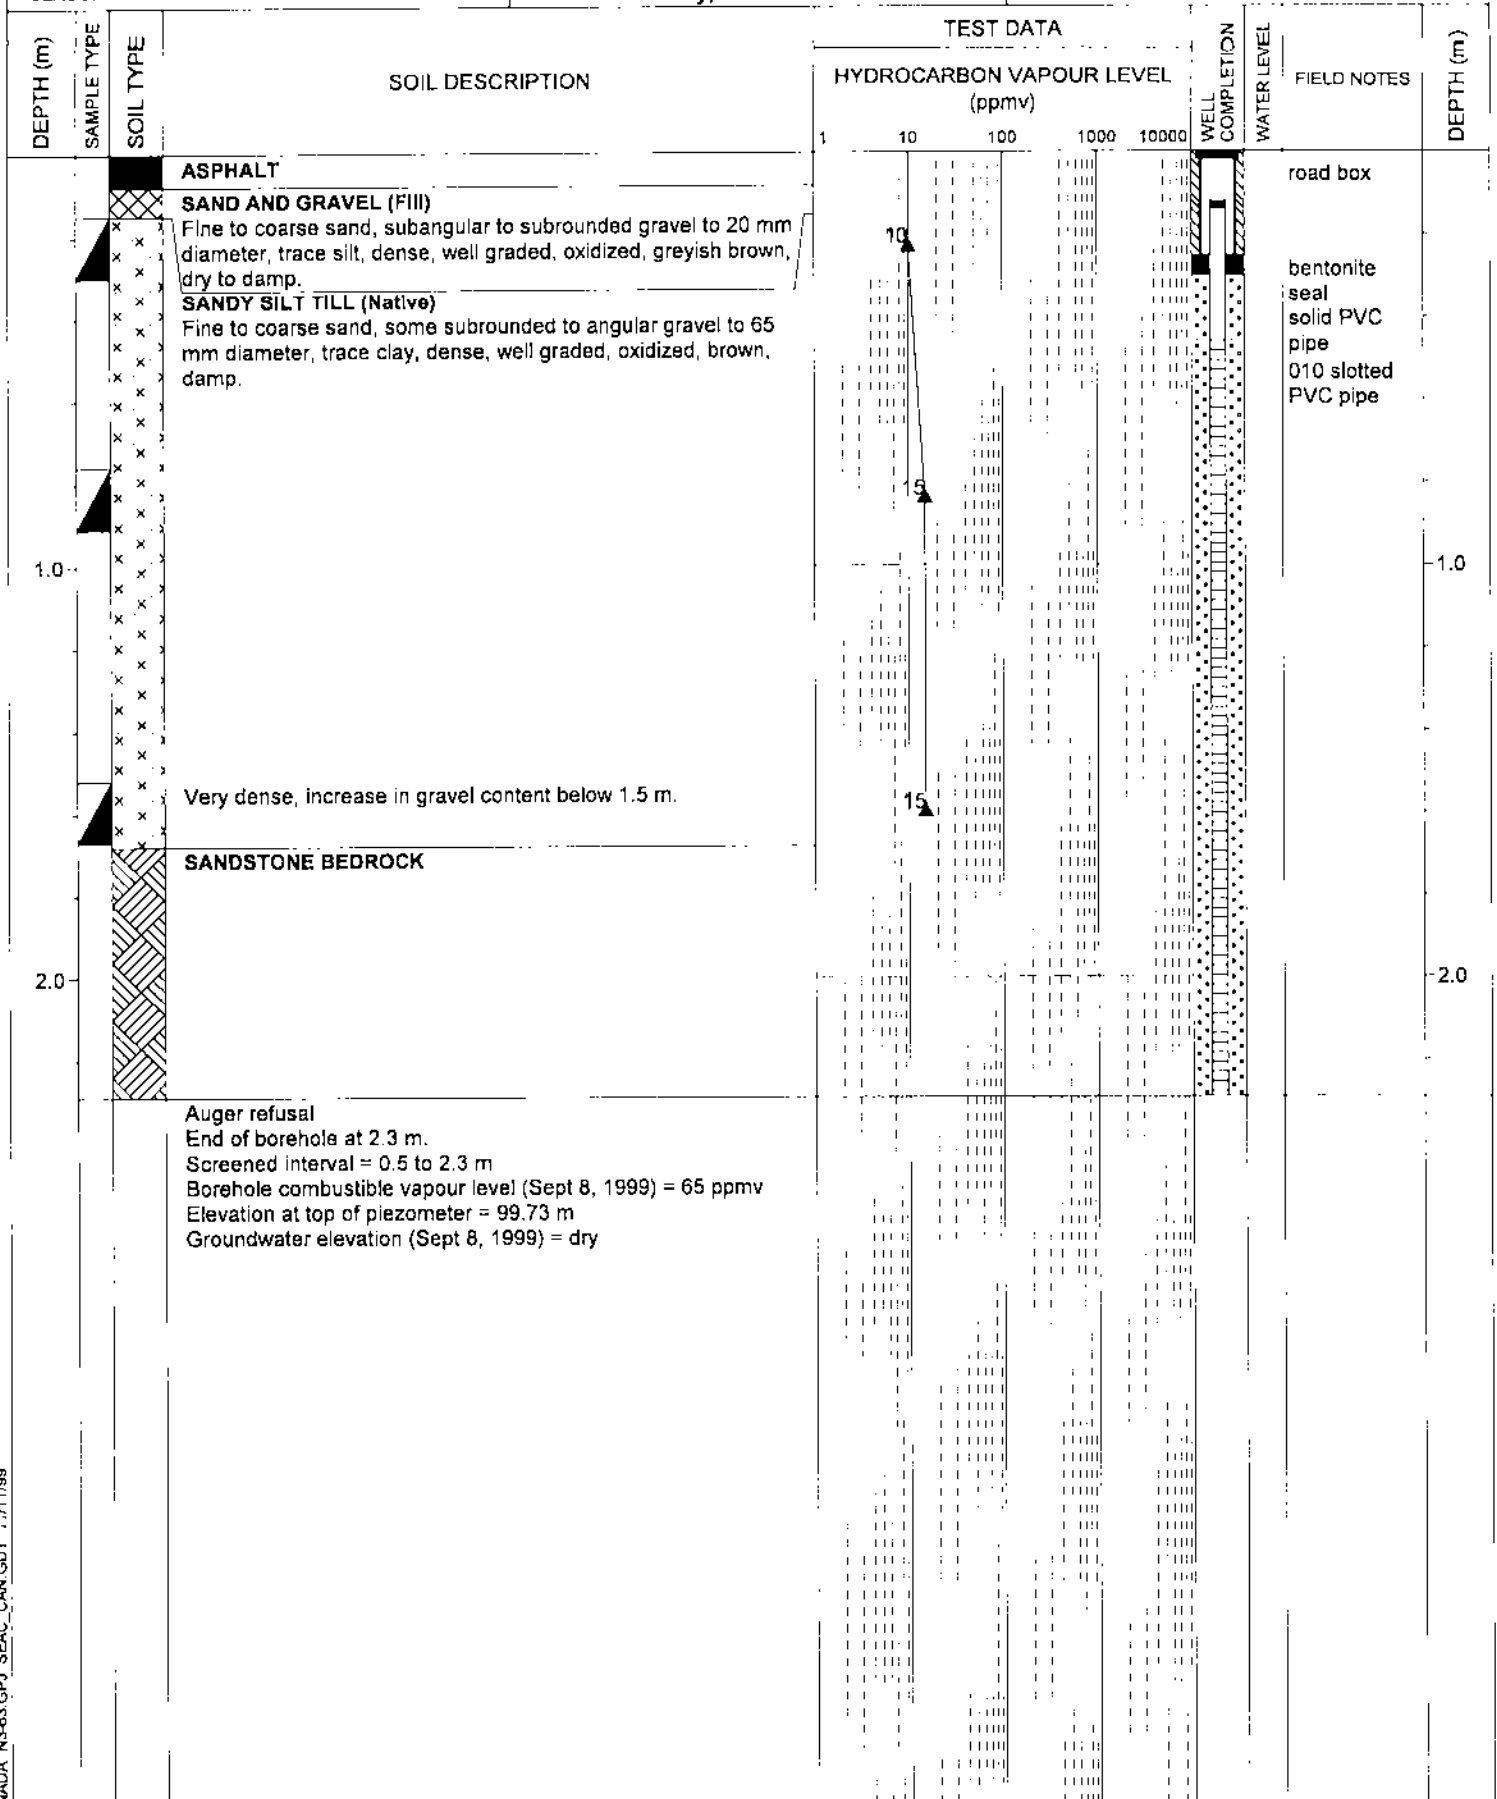 TEST DATA
DEPTH (m)
SAMPLE TYPE
SOIL TYPE
SOIL DESCRIPTION
HYDROCARBON VAPOUR LEVEL
(ppmv)
1 10 100 1000 10000
WELL
COMPLETION
WATER LEVEL
FIELD NOTES
DEPTH (m)
ASPHALT
road box
SAND AND GRAVEL (Fill)
Fine to coarse sand, subangular to subrounded gravel to 20 mm
diameter, trace silt, dense, well graded, oxidized, greyish brown,
dry to damp.
10
bentonite
seal
solid PVC
pipe
010 slotted
PVC pipe
SANDY SILT TILL (Native)
Fine to coarse sand, some subrounded to angular gravel to 65
mm diameter, trace clay, dense, well graded, oxidized, brown,
damp.
15
1.0
1.0
Very dense, increase in gravel content below 1.5 m.
15
SANDSTONE BEDROCK
2.0
2.0
Auger refusal
End of borehole at 2.3 m.
Screened interval = 0.5 to 2.3 m
Borehole combustible vapour level (Sept 8, 1999) = 65 ppmv
Elevation at top of piezometer = 99.73 m
Groundwater elevation (Sept 8, 1999) = dry